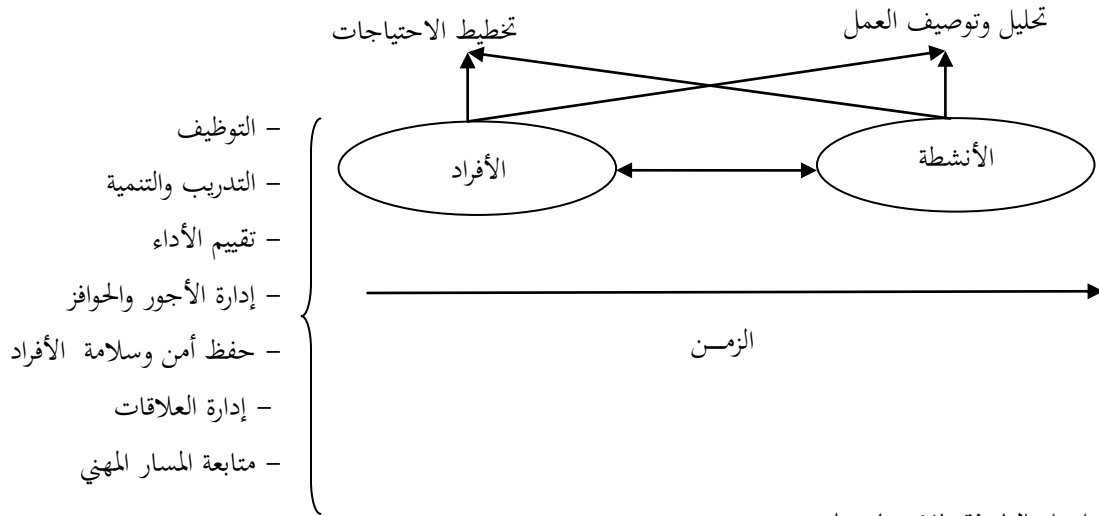 تحليل وتوصيف العمل
تخطيط الاحتياجات
الأنشطة
الأفراد
– التوظيف
– التدريب والتنمية
– تقييم الأداء
– إدارة الأجور والحوافز
– حفظ أمن وسلامة الأفراد
– إدارة العلاقات
– متابعة المسار المهني
الزمـــن